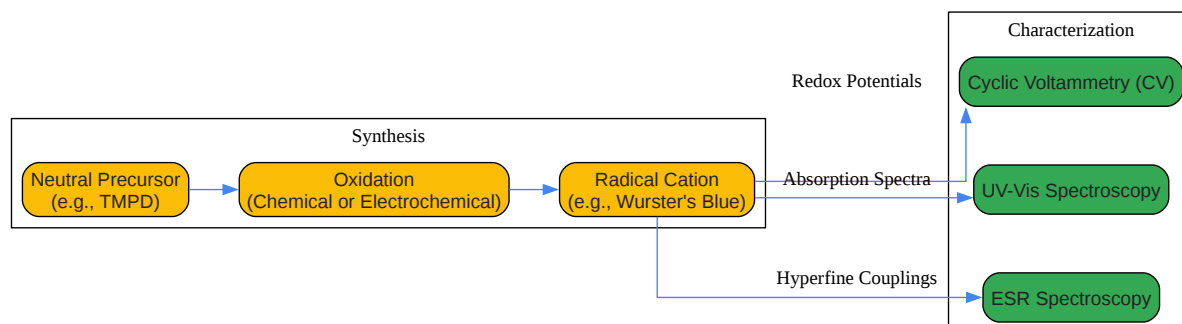 Characterization
Redox Potentials
Cyclic Voltammetry (CV)
Synthesis
Neutral Precursor
(e.g., TMPD)
Oxidation
(Chemical or Electrochemical)
Radical Cation
(e.g., Wurster's Blue)
Absorption Spectra
UV-Vis Spectroscopy
Hyperfine Couplings
ESR Spectroscopy